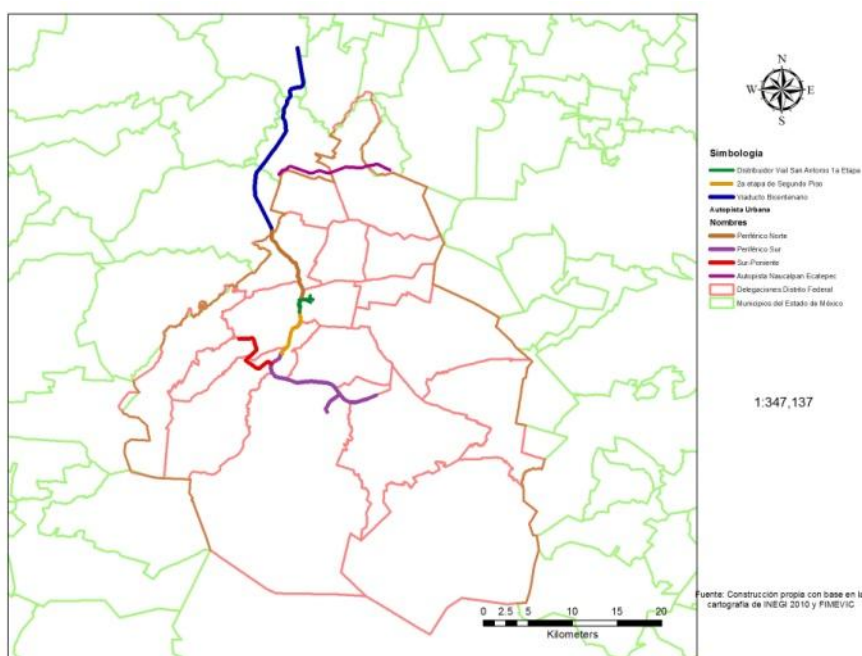 N
W E
S
Simbología
Distribuidor Vial San Antonio 1a Etapa
2a etapa de Segundo Piso
Viaducto Bicentenario
Autopista Urbana
Nombres
Periférico Norte
Periférico Sur
Sur-Poniente
Autopista Naucalpan Ecatepec
Delegaciones Distrito Federal
Municipios del Estado de México
1:347,137
Fuente: Construcción propia con base en la
cartografía de INEGI 2010 y FIMEVIC
0 2.5 5 10 15 20
Kilometers